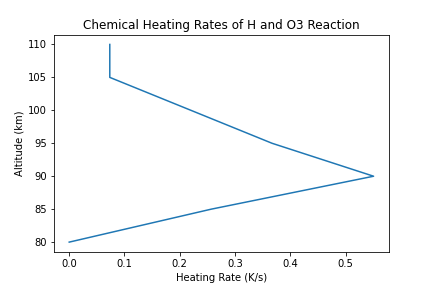 Chemical Heating Rates of H and O3 Reaction
110
105
100
95
90
85
80
Altitude (km)
0.0 0.1 0.2 0.3 0.4 0.5
Heating Rate (K/s)